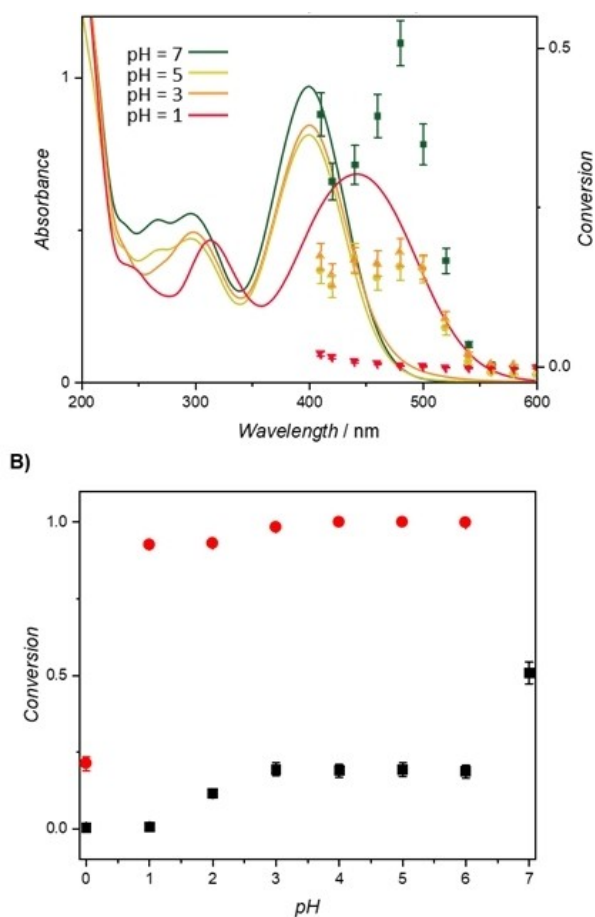 pH = 7
pH = 5
pH = 3
pH = 1
1
0
Absorbance
0.5
0.0
Conversion
200 300 400 500 600
Wavelength / nm
B)
1.0
0.5
0.0
Conversion
0 1 2 3 4 5 6 7
pH